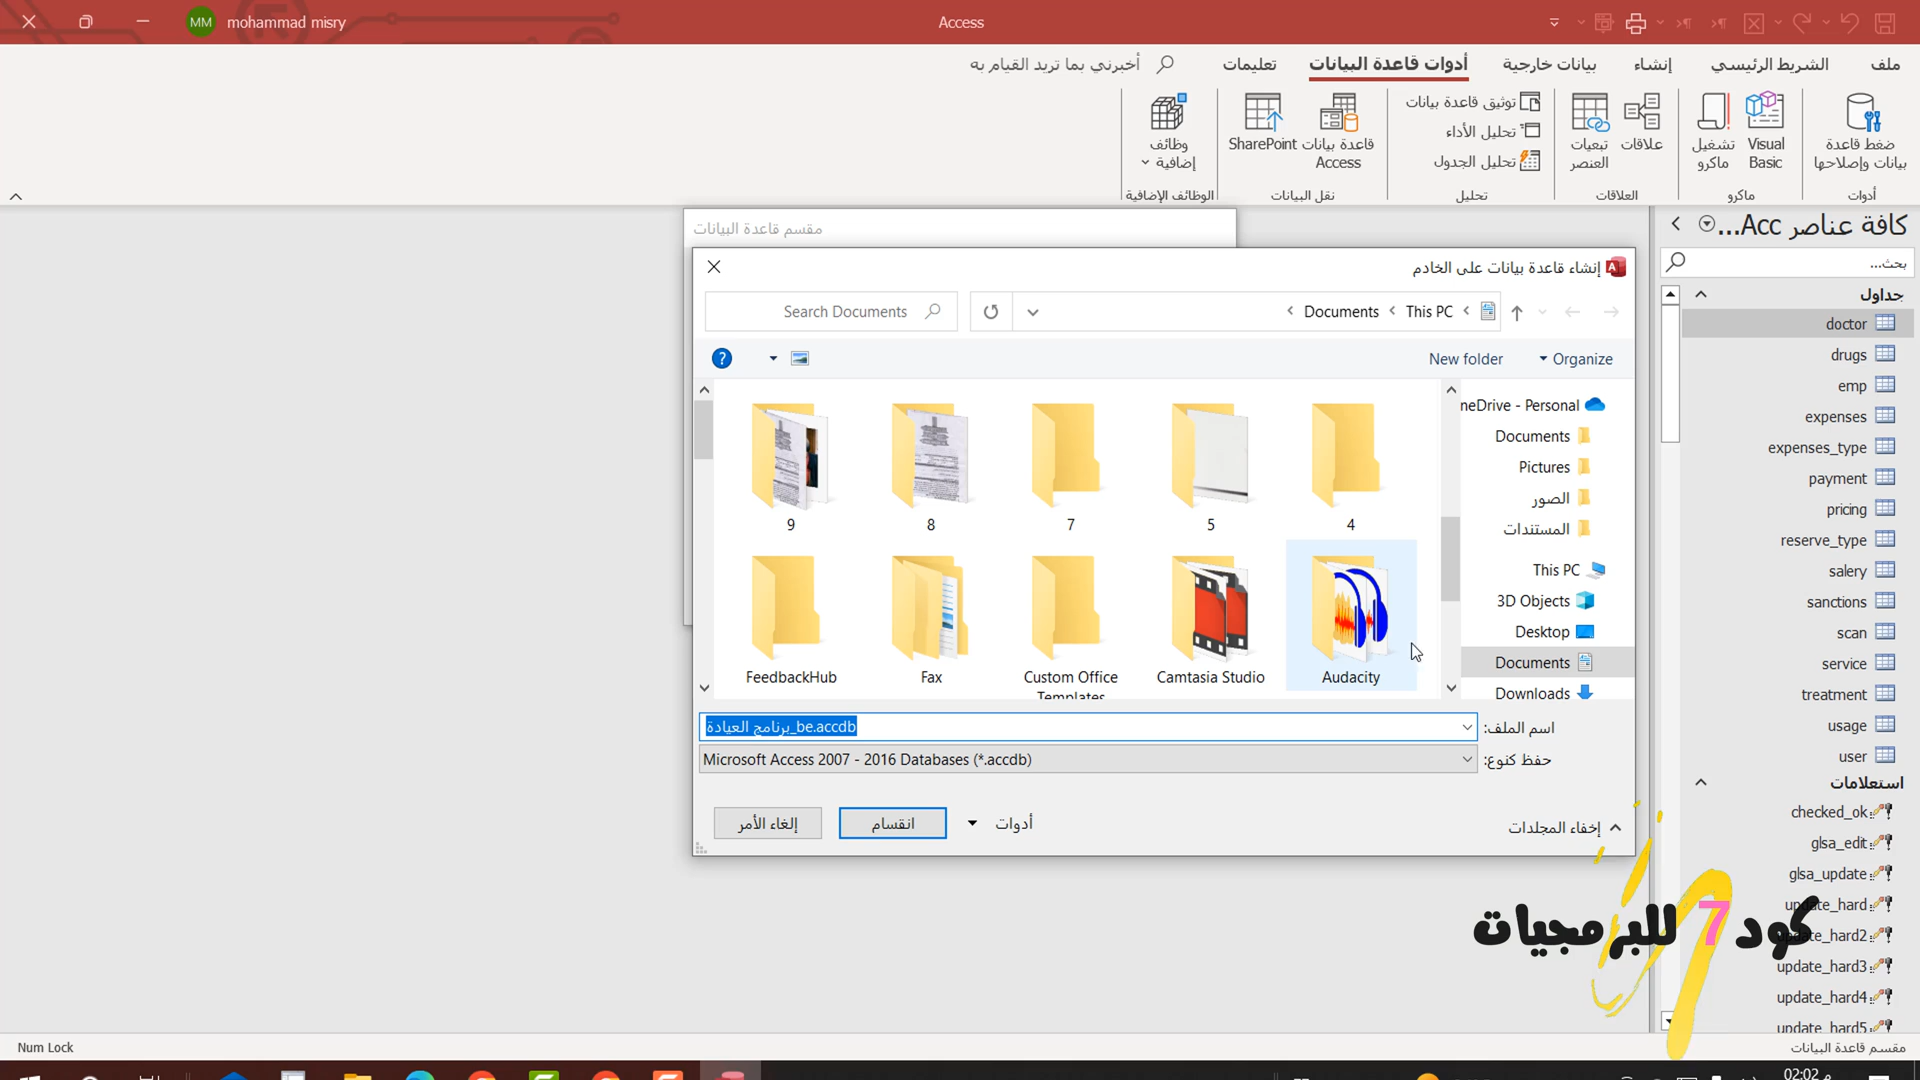 mohammad misry
MM
Access
ملف
الشريط الرئيسي
إنشاء
بيانات خارجية
أدوات قاعدة البيانات
تعليمات
أخبرني بما تريد القيام به
ضغط قاعدة
بيانات وإصلاحها
أدوات
Visual
Basic
تشغيل
ماكرو
ماكرو
علاقات
تبعيات
العنصر
العلاقات
توثيق قاعدة بيانات
تحليل الأداء
تحليل الجدول
تحليل
قاعدة بيانات
Access
SharePoint
نقل البيانات
وظائف
إضافية
الوظائف الإضافية
كافة عناصر Acc...
بحث...
جداول
doctor
drugs
emp
expenses
expenses_type
payment
pricing
reserve_type
salery
sanctions
scan
service
treatment
usage
user
استعلامات
checked_ok
glsa_edit
glsa_update
update_hard
update_hard2
update_hard3
update_hard4
update_hard5
مقسم قاعدة البيانات
إنشاء قاعدة بيانات على الخادم
This PC
Documents
Search Documents
Organize
New folder
neDrive - Personal
Documents
Pictures
الصور
المستندات
This PC
3D Objects
Desktop
Documents
Downloads
4
5
7
8
9
Audacity
Camtasia Studio
Custom Office
Templates
Fax
FeedbackHub
اسم الملف:
برنامج العيادة_be.accdb
حفظ كنوع:
Microsoft Access 2007 - 2016 Databases (*.accdb)
إخفاء المجلدات
أدوات
انقسام
إلغاء الأمر
كود 7 للبرمجيات
مقسم قاعدة البيانات
Num Lock
02:02